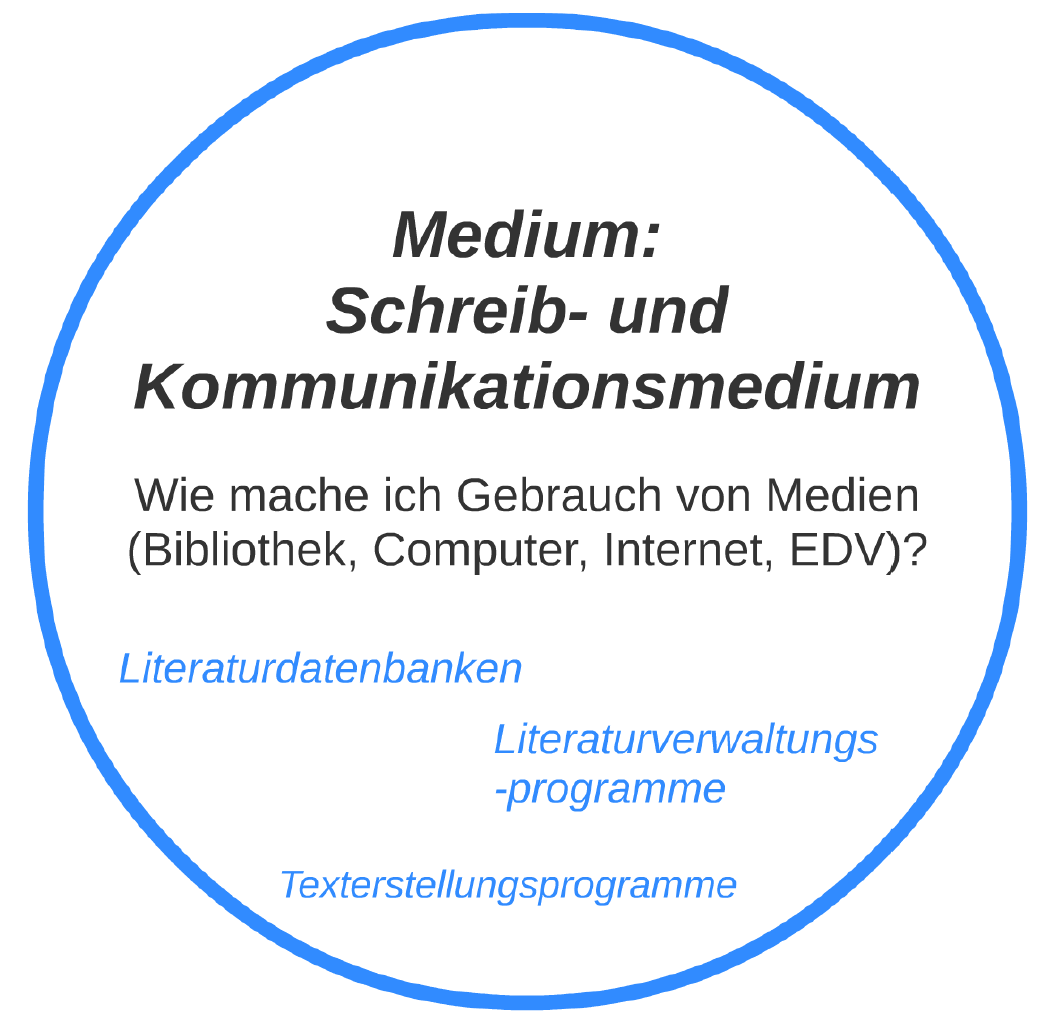 Medium:
Schreib- und
Kommunikationsmedium
Wie mache ich Gebrauch von Medien
(Bibliothek, Computer, Internet, EDV)?
Literaturdatenbanken
Literaturverwaltungs
-programme
Texterstellungsprogramme